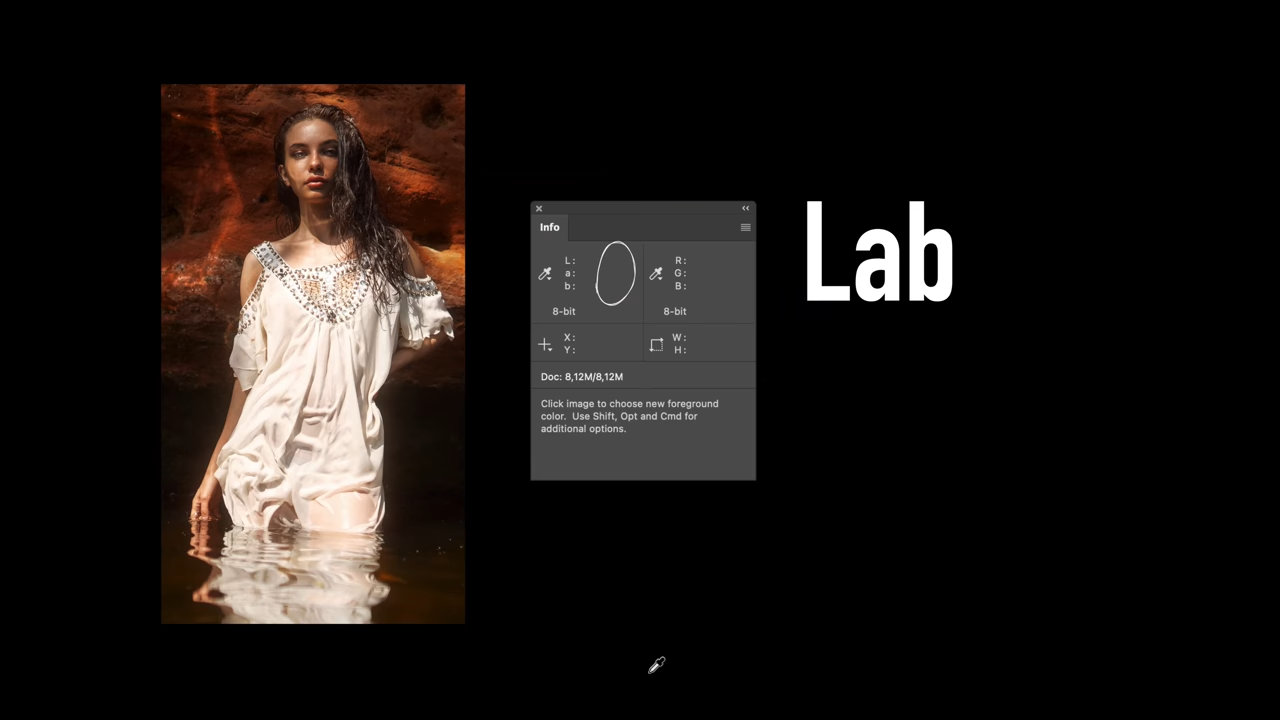 Info
L:
a:
b:
8-bit
R:
G:
B:
8-bit
X:
Y:
W:
H:
Doc: 8,12M/8,12M
Click image to choose new foreground
color. Use Shift, Opt and Cmd for
additional options.
Lab